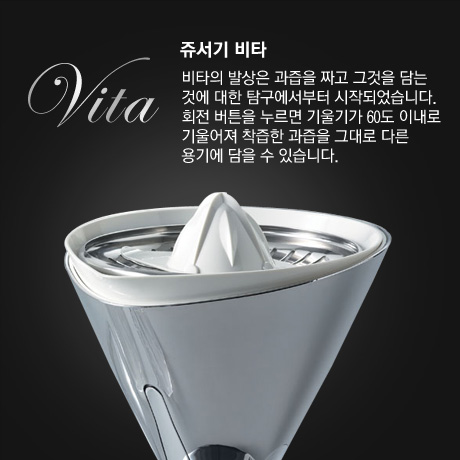 Vita
쥬서기 비타
비타의 발상은 과즙을 짜고 그것을 담는
것에 대한 탐구에서부터 시작되었습니다.
회전 버튼을 누르면 기울기가 60도 이내로
기울어져 착즙한 과즙을 그대로 다른
용기에 담을 수 있습니다.